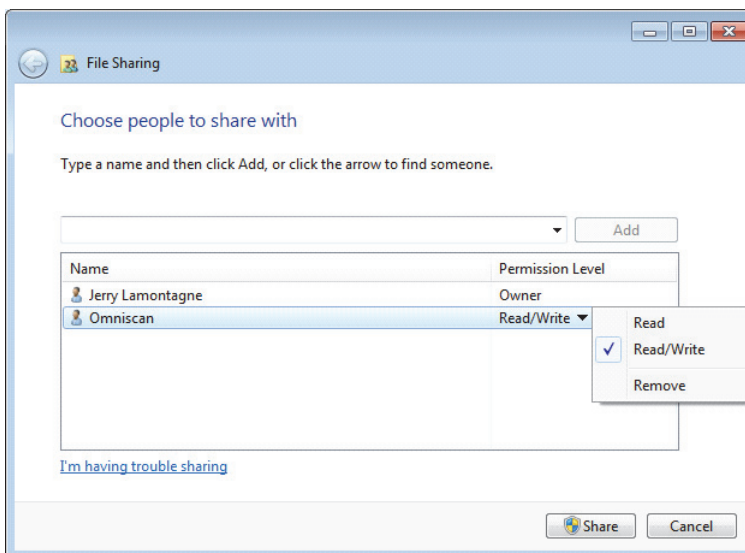 File Sharing
Choose people to share with
Type a name and then click Add, or click the arrow to find someone.
Add
Name Permission Level
Jerry Lamontagne Owner
Omniscan Read/Write
Read
Read/Write
Remove
I'm having trouble sharing
Share Cancel